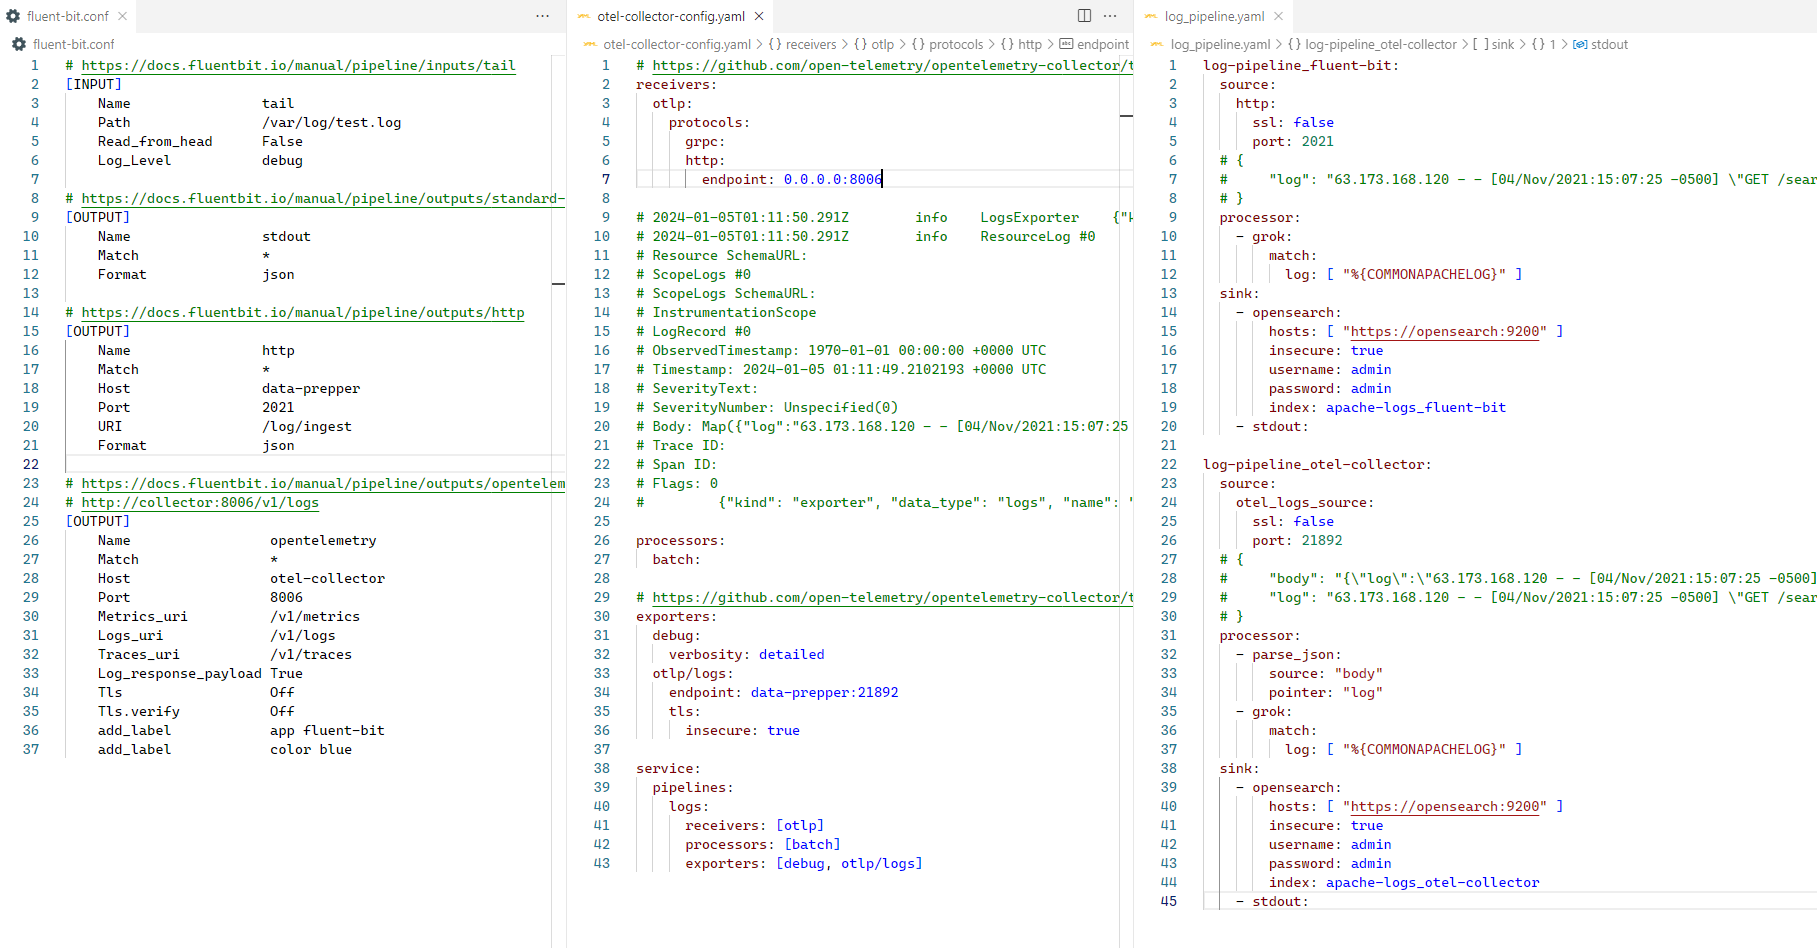 fluent-bit.conf
fluent-bit.conf
1 # https://docs.fluentbit.io/manual/pipeline/inputs/tail
2 [INPUT]
3 Name tail
4 Path /var/log/test.log
5 Read_from_head False
6 Log_Level debug
7
8 # https://docs.fluentbit.io/manual/pipeline/outputs/standard-
9 [OUTPUT]
10 Name stdout
11 Match *
12 Format json
13
14 # https://docs.fluentbit.io/manual/pipeline/outputs/http
15 [OUTPUT]
16 Name http
17 Match *
18 Host data-prepper
19 Port 2021
20 URI /log/ingest
21 Format json
22
23 # https://docs.fluentbit.io/manual/pipeline/outputs/opentelem
24 # http://collector:8006/v1/logs
25 [OUTPUT]
26 Name opentelemetry
27 Match *
28 Host otel-collector
29 Port 8006
30 Metrics_uri /v1/metrics
31 Logs_uri /v1/logs
32 Traces_uri /v1/traces
33 Log_response_payload True
34 Tls Off
35 Tls.verify Off
36 add_label app fluent-bit
37 add_label color blue
otel-collector-config.yaml
otel-collector-config.yaml > {} receivers > {} otlp > {} protocols > {} http > endpoint
1 # https://github.com/open-telemetry/opentelemetry-collector/t
2 receivers:
3 otlp:
4 protocols:
5 grpc:
6 http:
7 endpoint: 0.0.0.0:8006
8
9 # 2024-01-05T01:11:50.291Z info LogsExporter {"k
10 # 2024-01-05T01:11:50.291Z info ResourceLog #0
11 # Resource SchemaURL:
12 # ScopeLogs #0
13 # ScopeLogs SchemaURL:
14 # InstrumentationScope
15 # LogRecord #0
16 # ObservedTimestamp: 1970-01-01 00:00:00 +0000 UTC
17 # Timestamp: 2024-01-05 01:11:49.2102193 +0000 UTC
18 # SeverityText:
19 # SeverityNumber: Unspecified(0)
20 # Body: Map({"log":"63.173.168.120 - - [04/Nov/2021:15:07:25
21 # Trace ID:
22 # Span ID:
23 # Flags: 0
24 # {"kind": "exporter", "data_type": "logs", "name": "
25
26 processors:
27 batch:
28
29 # https://github.com/open-telemetry/opentelemetry-collector/t
30 exporters:
31 debug:
32 verbosity: detailed
33 otlp/logs:
34 endpoint: data-prepper:21892
35 tls:
36 insecure: true
37
38 service:
39 pipelines:
40 logs:
41 receivers: [otlp]
42 processors: [batch]
43 exporters: [debug, otlp/logs]
log_pipeline.yaml
log_pipeline.yaml > {} log-pipeline_otel-collector > [ ] sink > {} 1 > stdout
1 log-pipeline_fluent-bit:
2 source:
3 http:
4 ssl: false
5 port: 2021
6 # {
7 # "log": "63.173.168.120 - - [04/Nov/2021:15:07:25 -0500] \"GET /sear
8 # }
9 processor:
10 - grok:
11 match:
12 log: [ "%{COMMONAPACHELOG}" ]
13 sink:
14 - opensearch:
15 hosts: [ "https://opensearch:9200" ]
16 insecure: true
17 username: admin
18 password: admin
19 index: apache-logs_fluent-bit
20 - stdout:
21
22 log-pipeline_otel-collector:
23 source:
24 otel_logs_source:
25 ssl: false
26 port: 21892
27 # {
28 # "body": "{\"log\":\"63.173.168.120 - - [04/Nov/2021:15:07:25 -0500]
29 # "log": "63.173.168.120 - - [04/Nov/2021:15:07:25 -0500] \"GET /sear
30 # }
31 processor:
32 - parse_json:
33 source: "body"
34 pointer: "log"
35 - grok:
36 match:
37 log: [ "%{COMMONAPACHELOG}" ]
38 sink:
39 - opensearch:
40 hosts: [ "https://opensearch:9200" ]
41 insecure: true
42 username: admin
43 password: admin
44 index: apache-logs_otel-collector
45 - stdout: